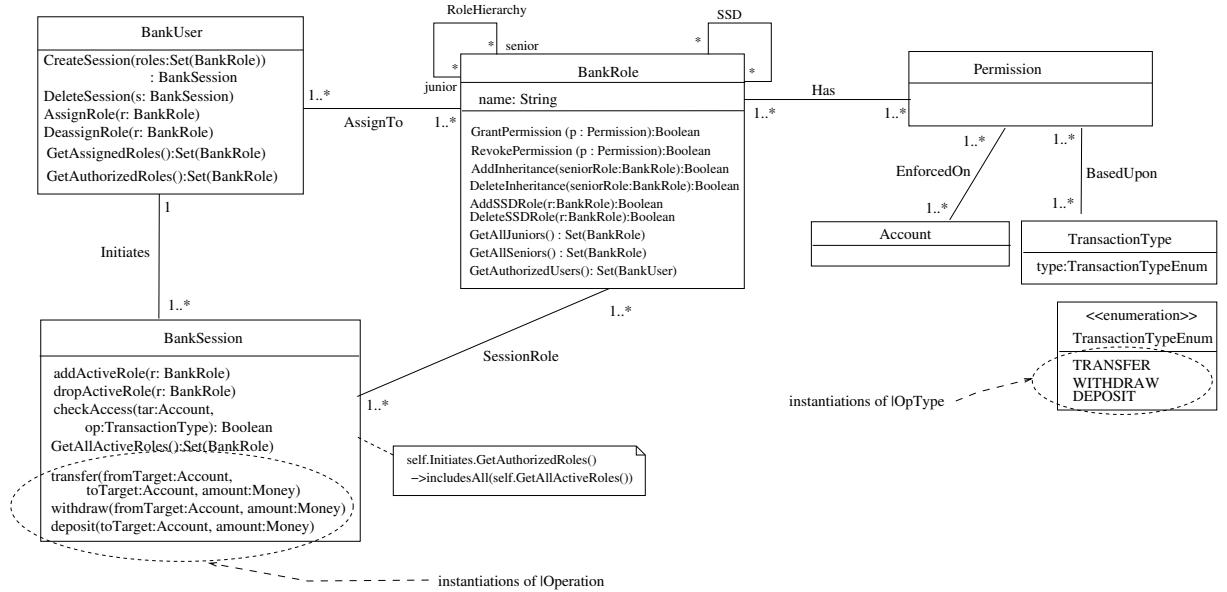 RoleHierarchy
SSD
BankUser
CreateSession(roles:Set(BankRole))
: BankSession
DeleteSession(s: BankSession)
AssignRole(r: BankRole)
DeassignRole(r: BankRole)
GetAssignedRoles():Set(BankRole)
GetAuthorizedRoles():Set(BankRole)
1..*
AssignTo
1..*
*
senior
*
junior
*
*
BankRole
name: String
GrantPermission (p : Permission):Boolean
RevokePermission (p : Permission):Boolean
AddInheritance(seniorRole:BankRole):Boolean
DeleteInheritance(seniorRole:BankRole):Boolean
AddSSDRole(r:BankRole):Boolean
DeleteSSDRole(r:BankRole):Boolean
GetAllJuniors() : Set(BankRole)
GetAllSeniors() : Set(BankRole)
GetAuthorizedUsers(): Set(BankUser)
Has
1..*
1..*
Permission
1..*
1..*
EnforcedOn
BasedUpon
1..*
1..*
Account
TransactionType
type:TransactionTypeEnum
<<enumeration>>
TransactionTypeEnum
TRANSFER
WITHDRAW
DEPOSIT
instantiations of |OpType
1
Initiates
1..*
1..*
SessionRole
1..*
BankSession
addActiveRole(r: BankRole)
dropActiveRole(r: BankRole)
checkAccess(tar:Account,
op:TransactionType): Boolean
GetAllActiveRoles():Set(BankRole)
transfer(fromTarget:Account,
toTarget:Account, amount:Money)
withdraw(fromTarget:Account, amount:Money)
deposit(toTarget:Account, amount:Money)
self.Initiates.GetAuthorizedRoles()
−>includesAll(self.GetAllActiveRoles())
instantiations of |Operation